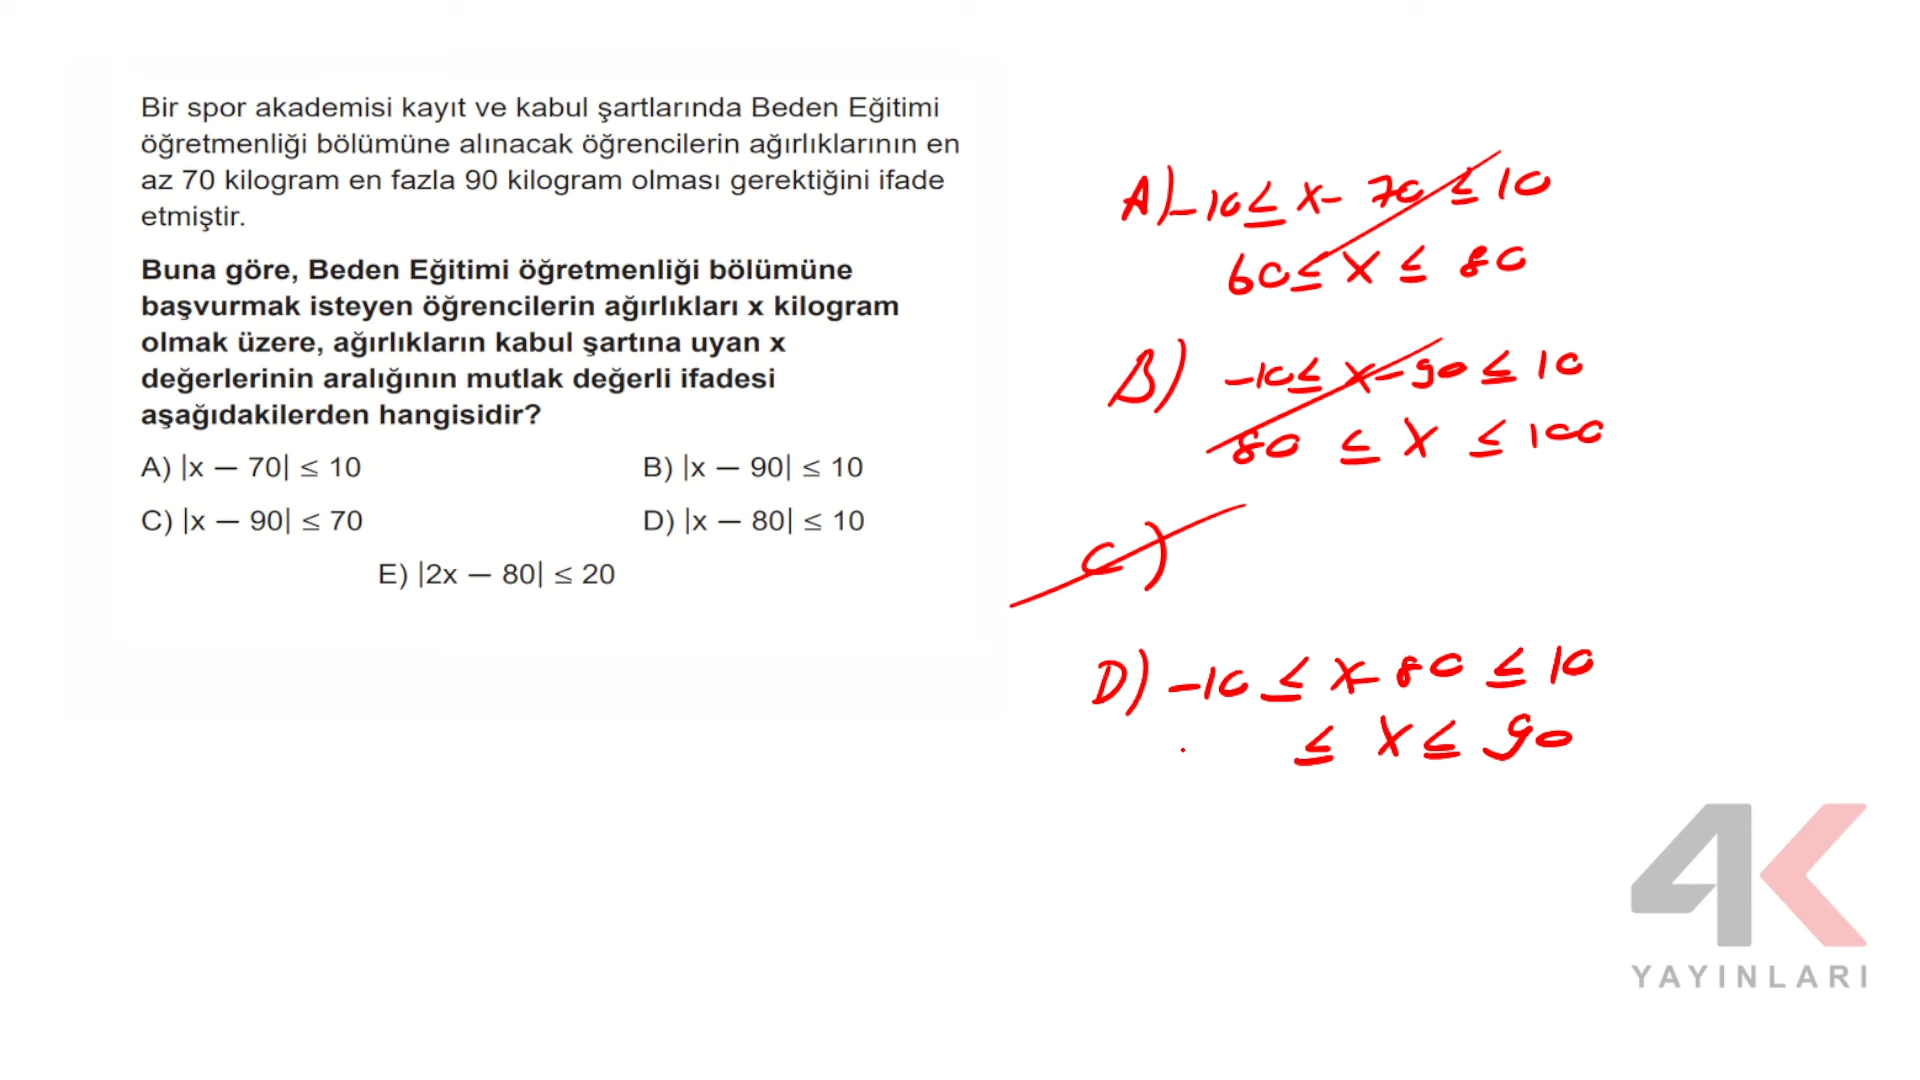 Bir spor akademisi kayıt ve kabul şartlarında Beden Eğitimi
öğretmenliği bölümüne alınacak öğrencilerin ağırlıklarının en
az 70 kilogram en fazla 90 kilogram olması gerektiğini ifade
etmiştir.
Buna göre, Beden Eğitimi öğretmenliği bölümüne
başvurmak isteyen öğrencilerin ağırlıkları x kilogram
olmak üzere, ağırlıkların kabul şartına uyan x
değerlerinin aralığının mutlak değerli ifadesi
aşağıdakilerden hangisidir?
A) |x – 70| ≤ 10
B) |x – 90| ≤ 10
C) |x – 90| ≤ 70
D) |x – 80| ≤ 10
E) |2x – 80| ≤ 20
A) -10 ≤ x - 70 ≤ 10
60 ≤ x ≤ 80
B) -10 ≤ x - 90 ≤ 10
80 ≤ x ≤ 100
C)
D) -10 ≤ x - 80 ≤ 10
≤ x ≤ 90
4K
YAYINLARI